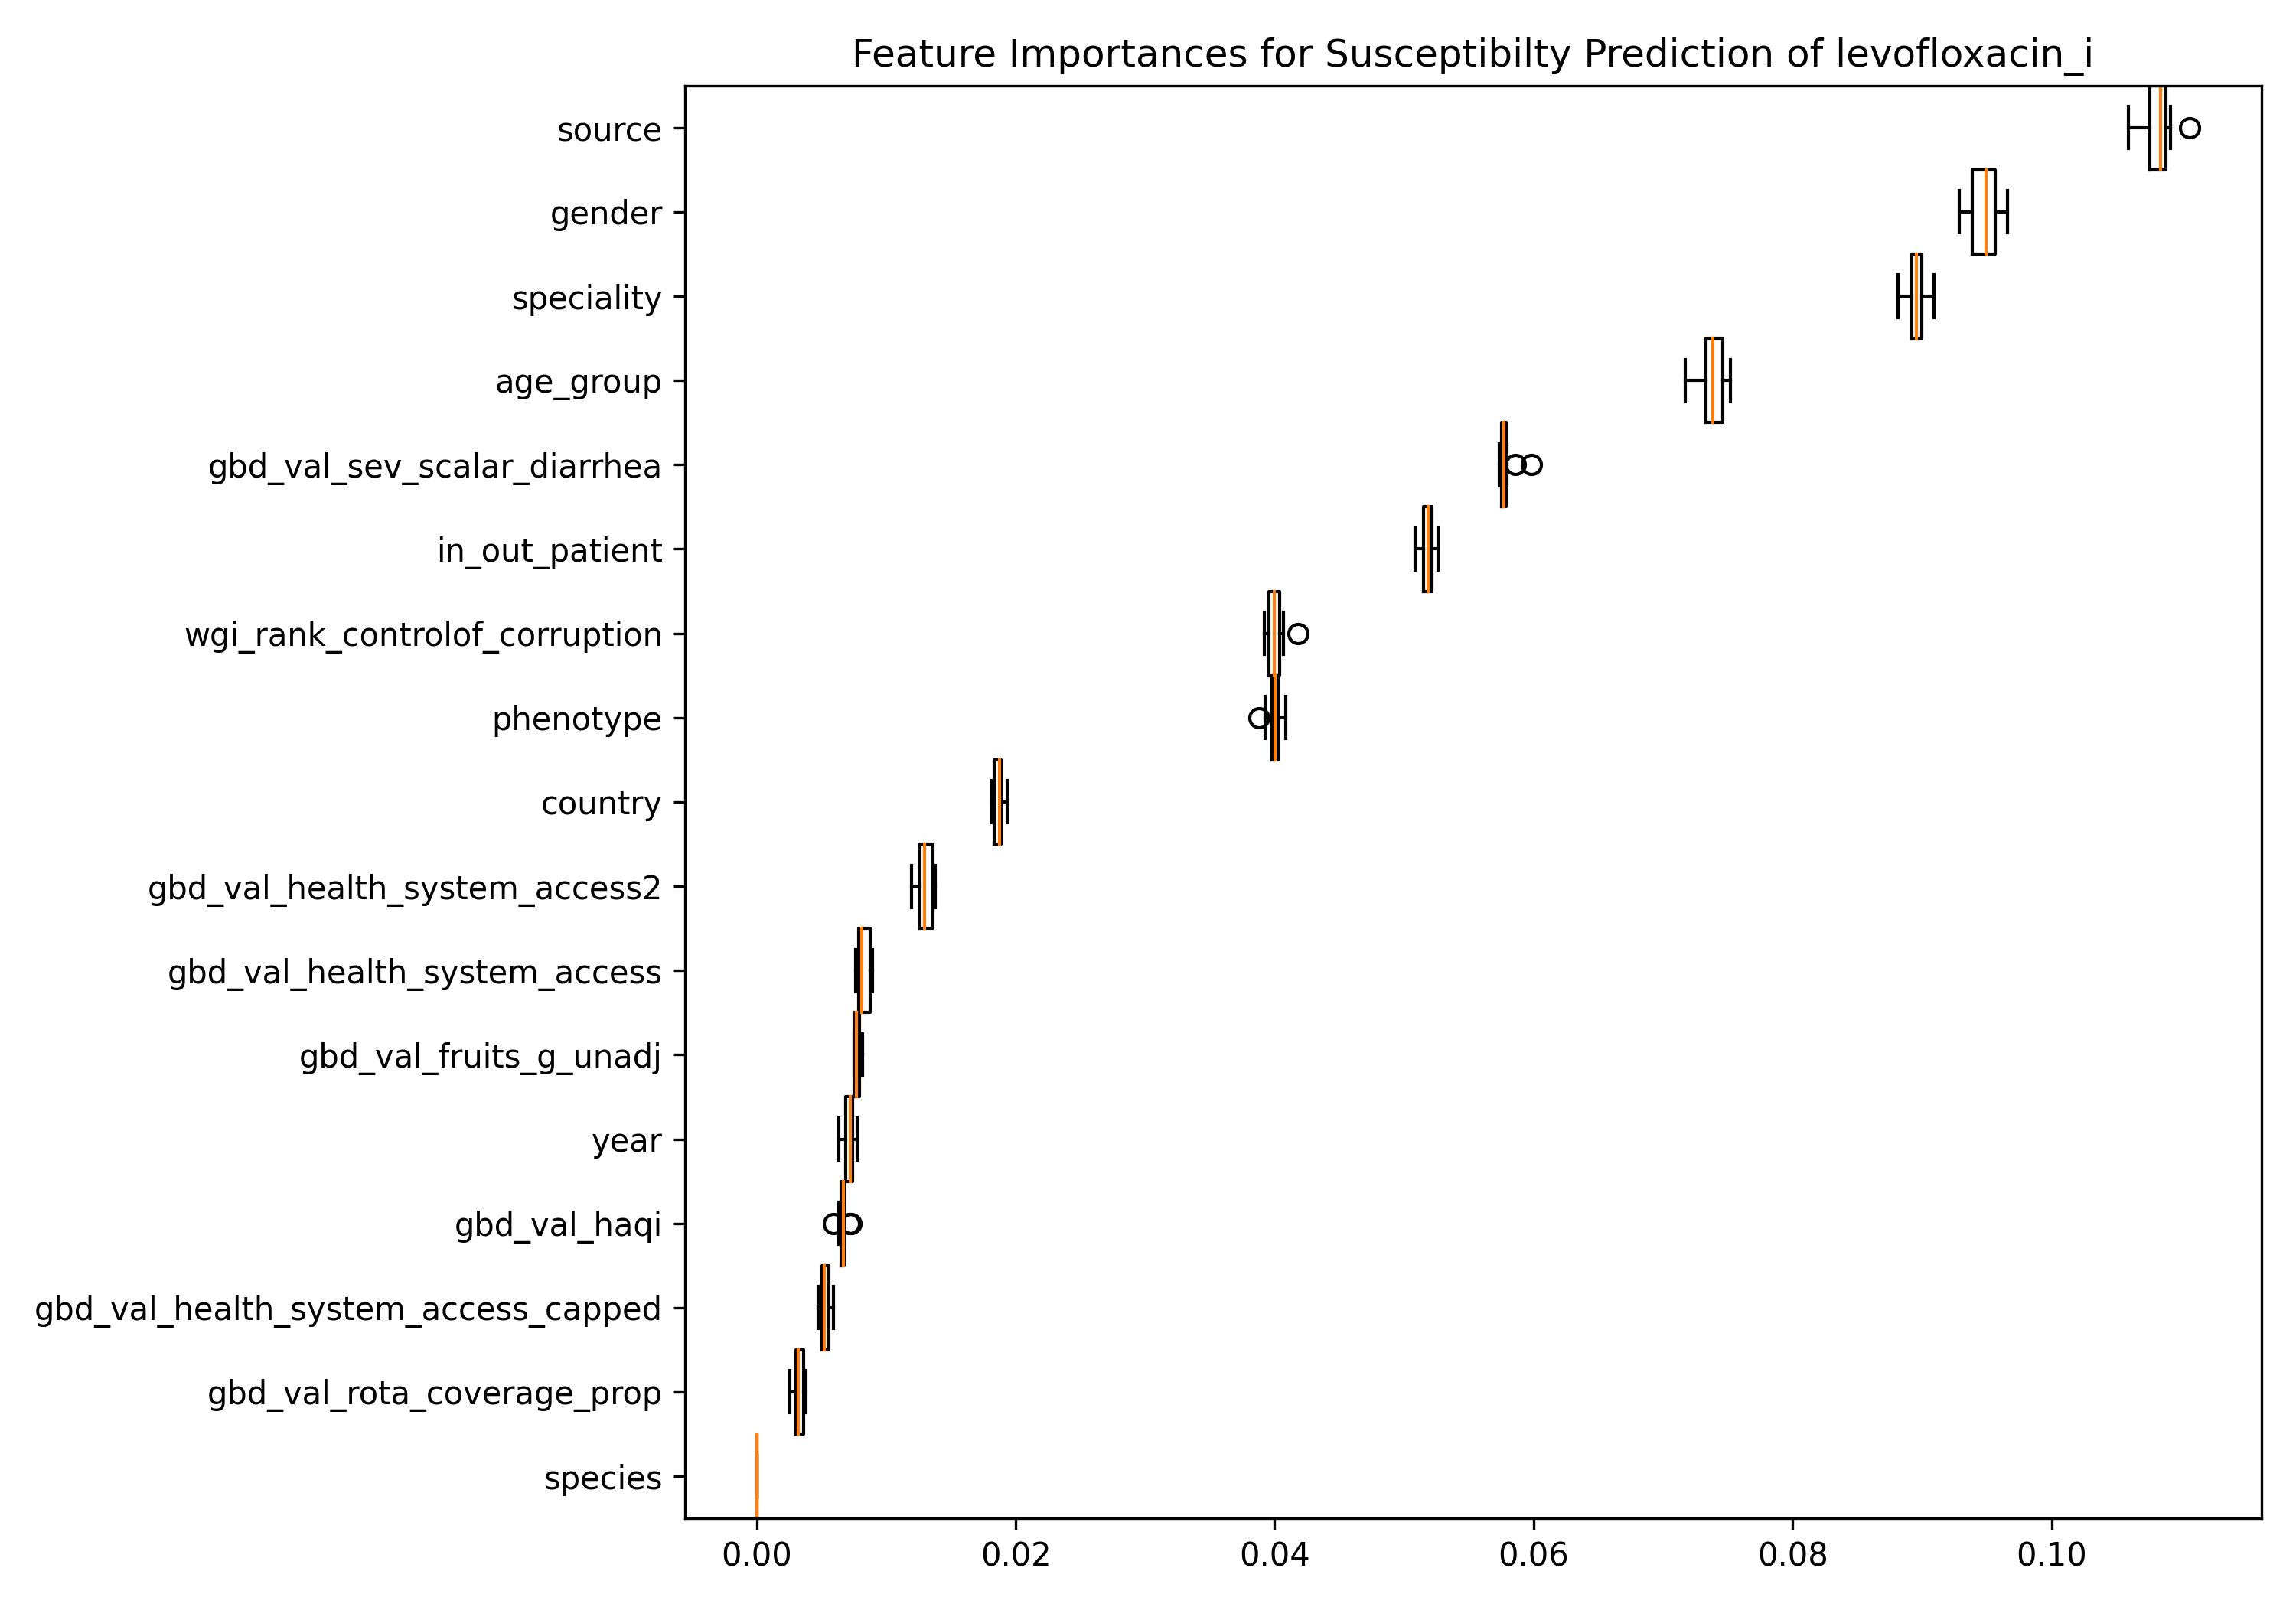 Feature Importances for Susceptibilty Prediction of levofloxacin_i
source
gender
speciality
age_group
gbd_val_sev_scalar_diarrhea
in_out_patient
wgi_rank_controlof_corruption
phenotype
country
gbd_val_health_system_access2
gbd_val_health_system_access
gbd_val_fruits_g_unadj
year
gbd_val_haqi
gbd_val_health_system_access_capped
gbd_val_rota_coverage_prop
species
0.00 0.02 0.04 0.06 0.08 0.10